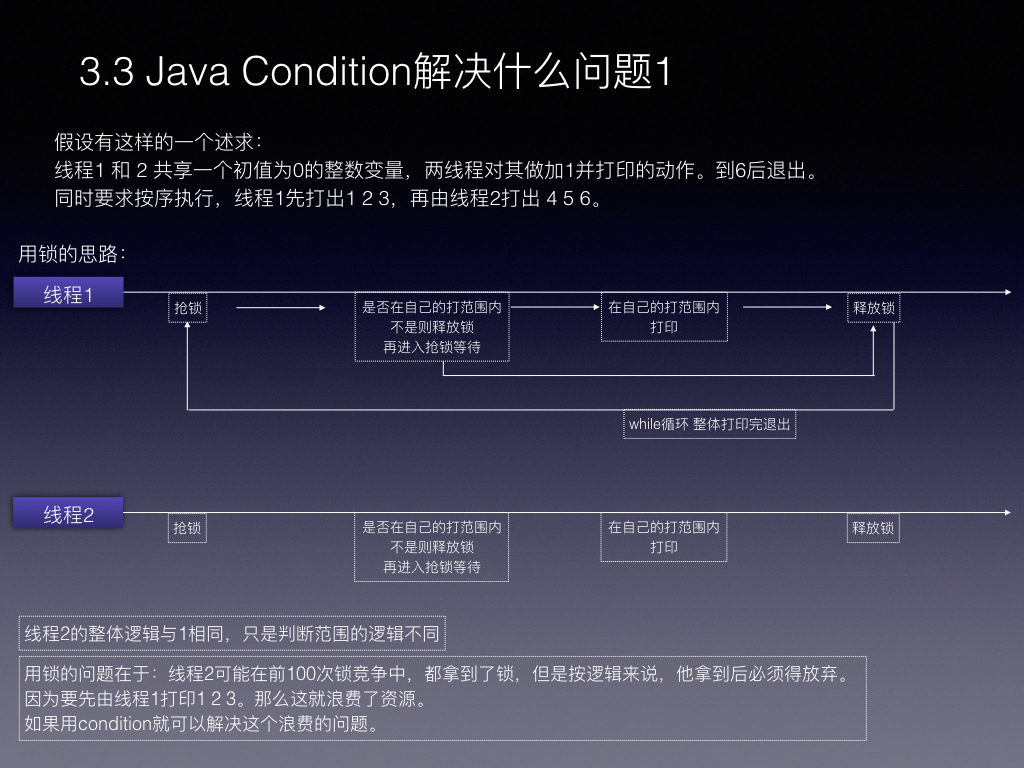 3.3 Java Condition解决什么问题1
假设有这样的一个述求：
线程1 和 2 共享一个初值为0的整数变量，两线程对其做加1并打印的动作。到6后退出。
同时要求按序执行，线程1先打出1 2 3，再由线程2打出 4 5 6。
用锁的思路：
线程1
抢锁
是否在自己的打范围内
不是则释放锁
再进入抢锁等待
在自己的打范围内
打印
释放锁
while循环 整体打印完退出
线程2
抢锁
是否在自己的打范围内
不是则释放锁
再进入抢锁等待
在自己的打范围内
打印
释放锁
线程2的整体逻辑与1相同，只是判断范围的逻辑不同
用锁的问题在于：线程2可能在前100次锁竞争中，都拿到了锁，但是按逻辑来说，他拿到后必须得放弃。
因为要先由线程1打印1 2 3。那么这就浪费了资源。
如果用condition就可以解决这个浪费的问题。